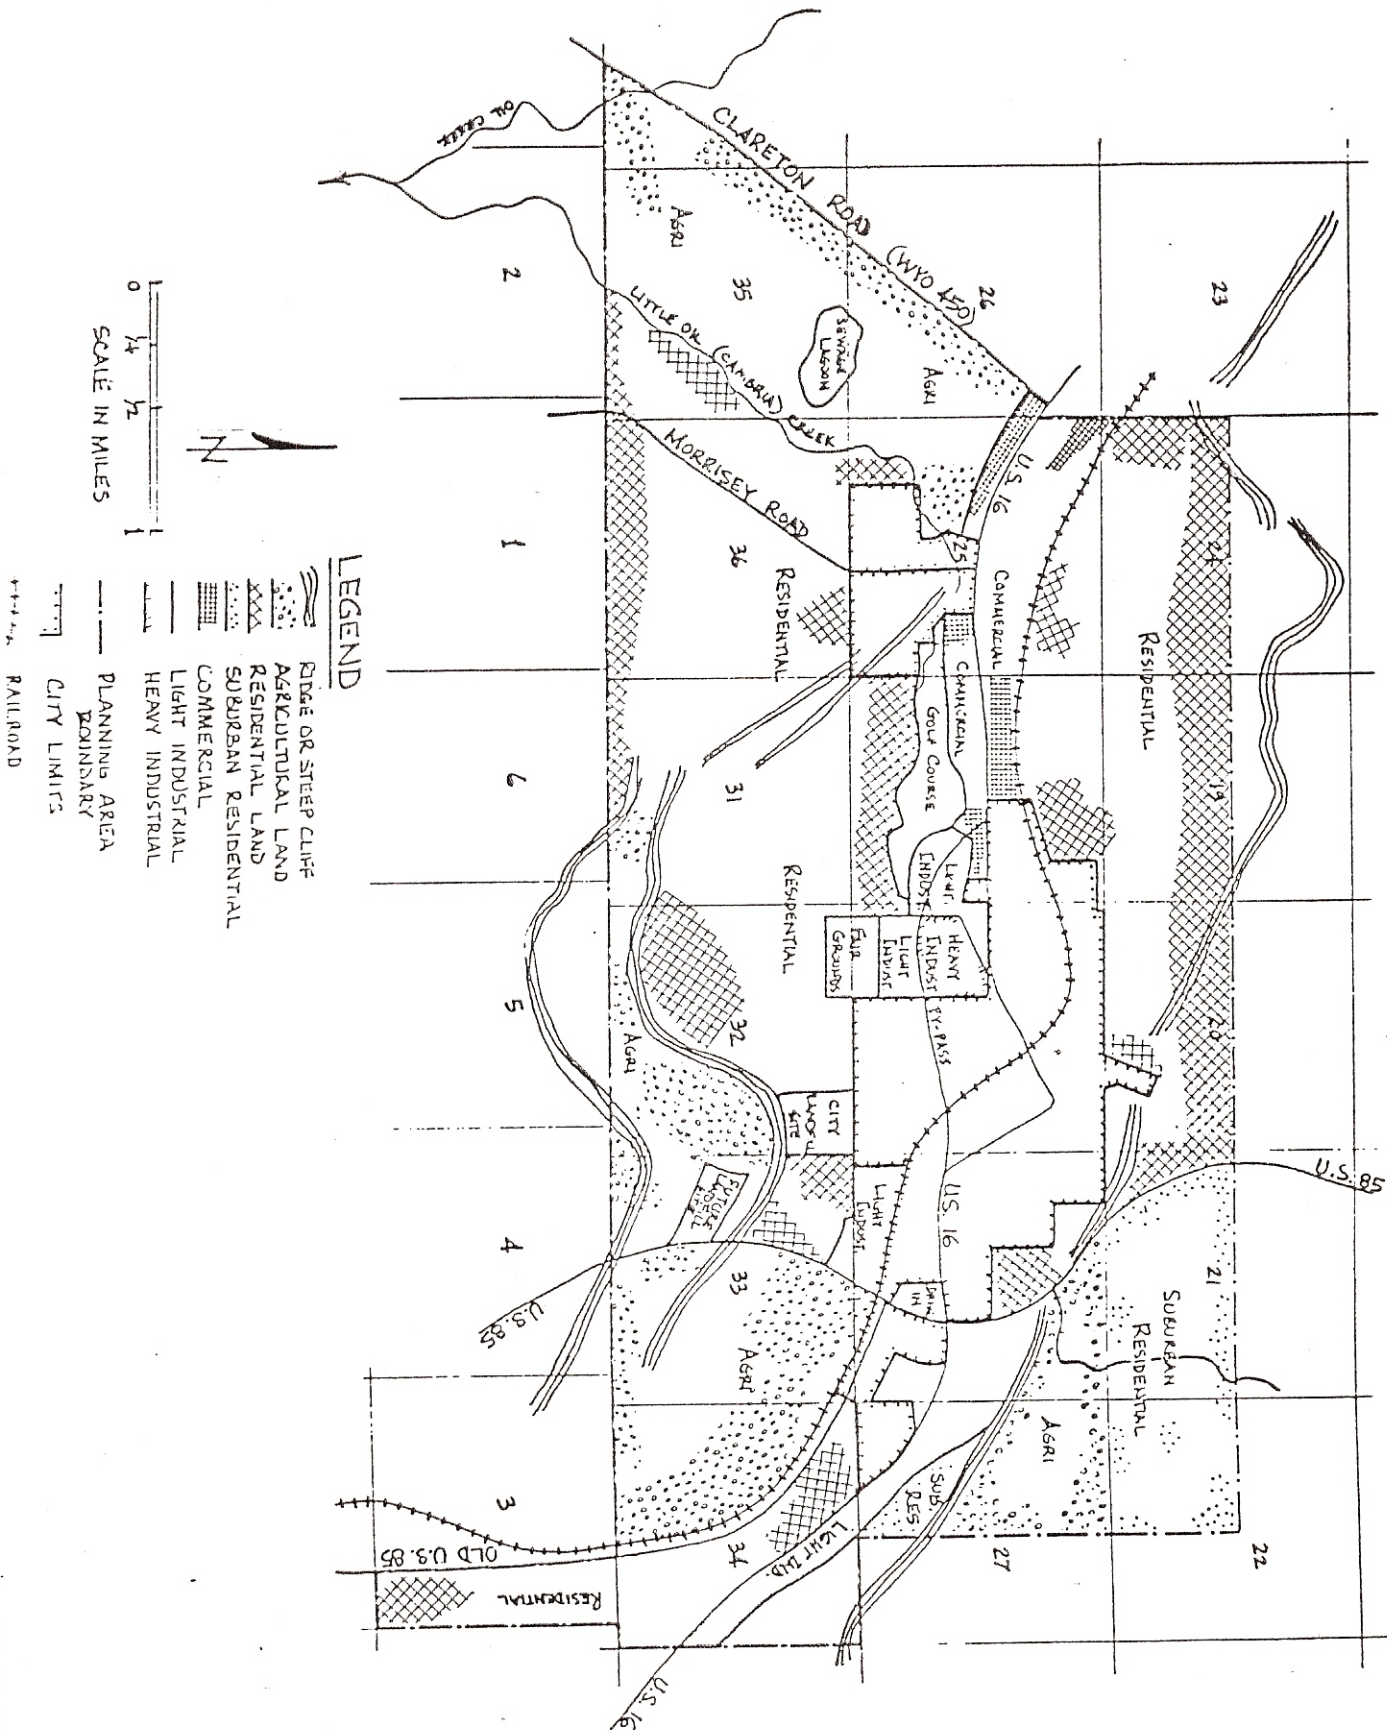 CLARETON ROAD (WYO 450)
OIL CREEK
AGRI
LITTLE OIL (CAMBRIA) CREEK
SEWAGE
LAGOON
AGRI
MORRISEY ROAD
U.S. 16
23
26
35
2
24
25
36
1
RESIDENTIAL
COMMERCIAL
RESIDENTIAL
COMMERCIAL
GOLF COURSE
19
31
6
RESIDENTIAL
LIGHT
INDUST
HEAVY
INDUST
LIGHT
INDUST
FAIR
GROUNDS
BY-PASS
20
32
5
AGRI
CITY
LANDFILL
SITE
U.S. 85
U.S. 16
LIGHT
INDUST.
FUTURE
LANDFILL
SITE
DRIVE
IN
21
33
4
U.S. 85
SUBURBAN
RESIDENTIAL
AGRI
AGRI
SUB.
RES
LIGHT IND.
22
27
34
3
OLD U.S. 85
RESIDENTIAL
U.S. 16
0 1/4 1/2 1
SCALE IN MILES
N
LEGEND
RIDGE OR STEEP CLIFF
AGRICULTURAL LAND
RESIDENTIAL LAND
SUBURBAN RESIDENTIAL
COMMERCIAL
LIGHT INDUSTRIAL
HEAVY INDUSTRIAL
PLANNING AREA
BOUNDARY
CITY LIMITS
RAILROAD